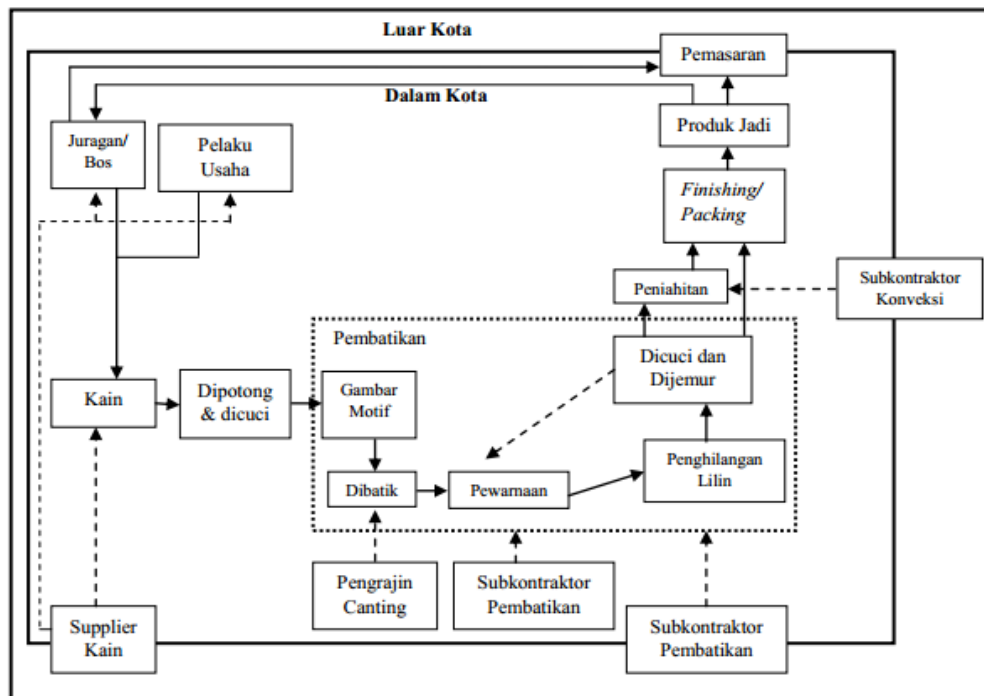 Luar Kota
Pemasaran
Dalam Kota
Produk Jadi
Juragan/
Bos
Pelaku
Usaha
Finishing/
Packing
Peniahitan
Subkontraktor
Konveksi
Pembatikan
Dicuci dan
Dijemur
Kain
Dipotong
& dicuci
Gambar
Motif
Penghilangan
Lilin
Dibatik
Pewarnaan
Pengrajin
Canting
Subkontraktor
Pembatikan
Supplier
Kain
Subkontraktor
Pembatikan